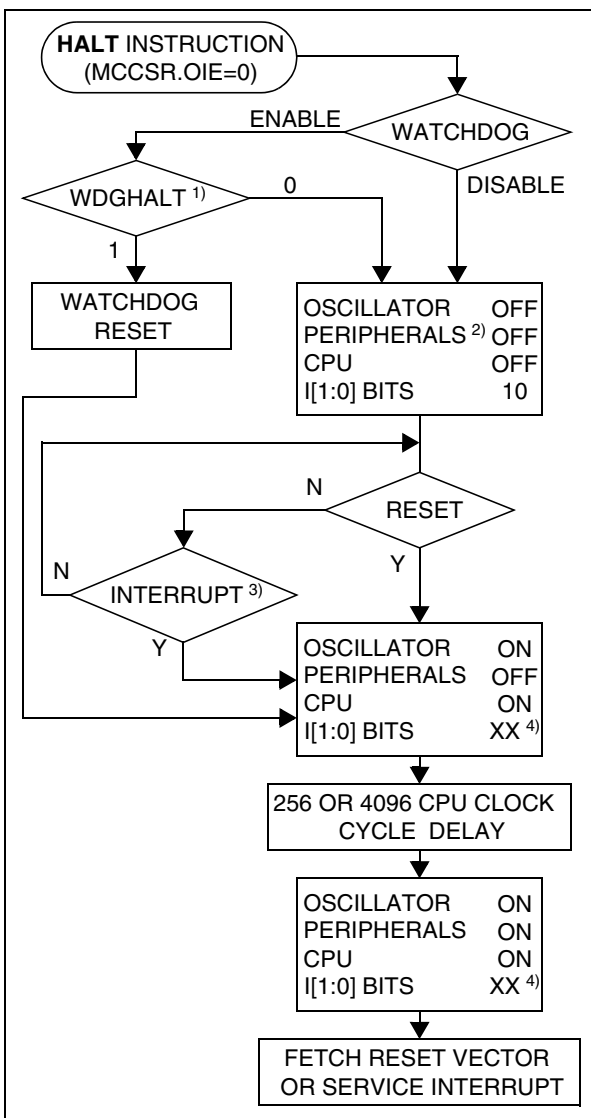 HALT INSTRUCTION
(MCCSR.OIE=0)
ENABLE
WATCHDOG
WDGHALT 1)
0
DISABLE
1
WATCHDOG
RESET
OSCILLATOR OFF
PERIPHERALS 2) OFF
CPU OFF
I[1:0] BITS 10
N
RESET
Y
N
INTERRUPT 3)
Y
OSCILLATOR ON
PERIPHERALS OFF
CPU ON
I[1:0] BITS XX 4)
256 OR 4096 CPU CLOCK
CYCLE DELAY
OSCILLATOR ON
PERIPHERALS ON
CPU ON
I[1:0] BITS XX 4)
FETCH RESET VECTOR
OR SERVICE INTERRUPT